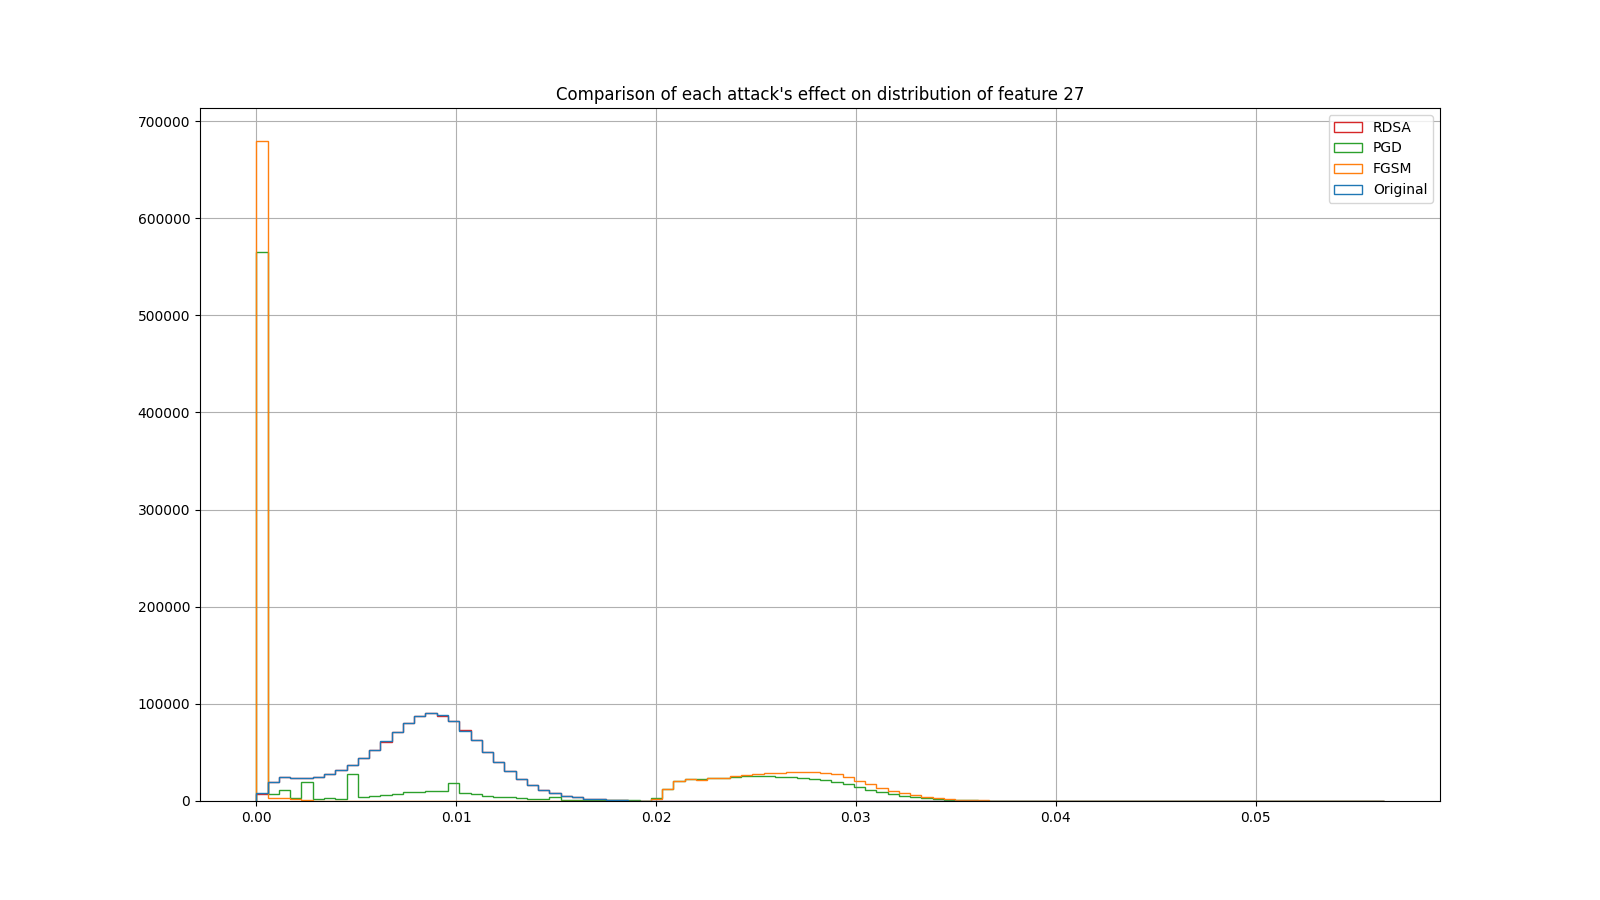 Comparison of each attack's effect on distribution of feature 27
700000
600000
500000
400000
300000
200000
100000
0
0.00 0.01 0.02 0.03 0.04 0.05
RDSA
PGD
FGSM
Original